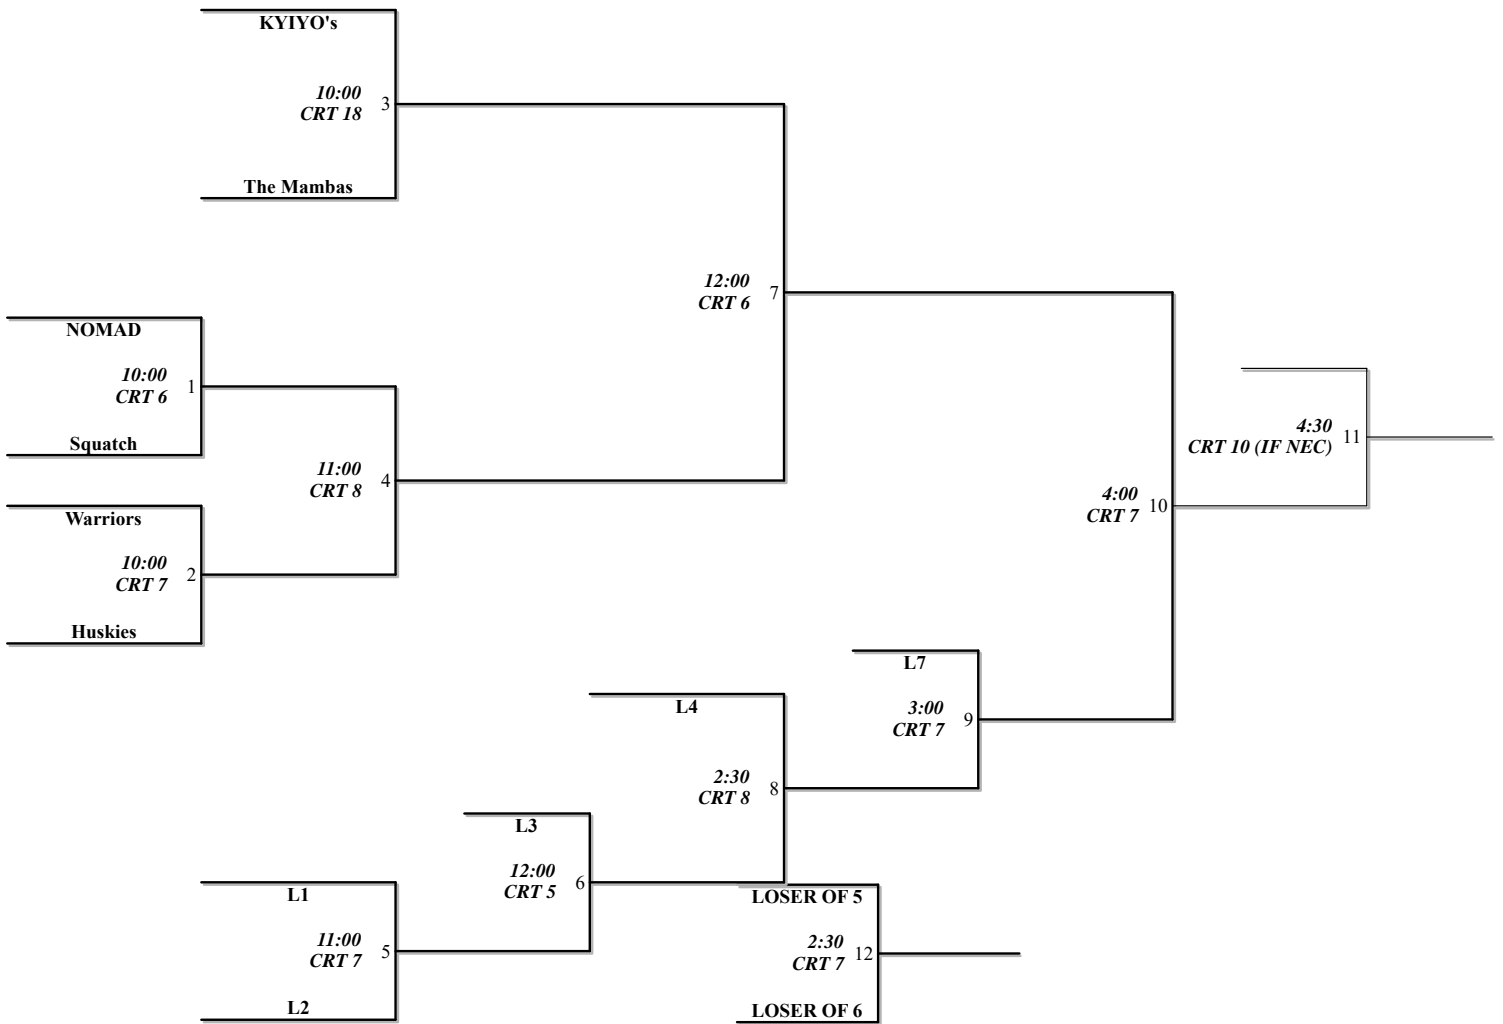 KYIYO's
10:00
CRT 18
3
The Mambas
12:00
CRT 6
7
NOMAD
10:00
CRT 6
1
Squatch
11:00
CRT 8
4
Warriors
10:00
CRT 7
2
Huskies
4:30
CRT 10 (IF NEC)
11
4:00
CRT 7
10
L7
3:00
CRT 7
9
L4
2:30
CRT 8
8
L3
12:00
CRT 5
6
L1
11:00
CRT 7
5
L2
LOSER OF 5
2:30
CRT 7
12
LOSER OF 6